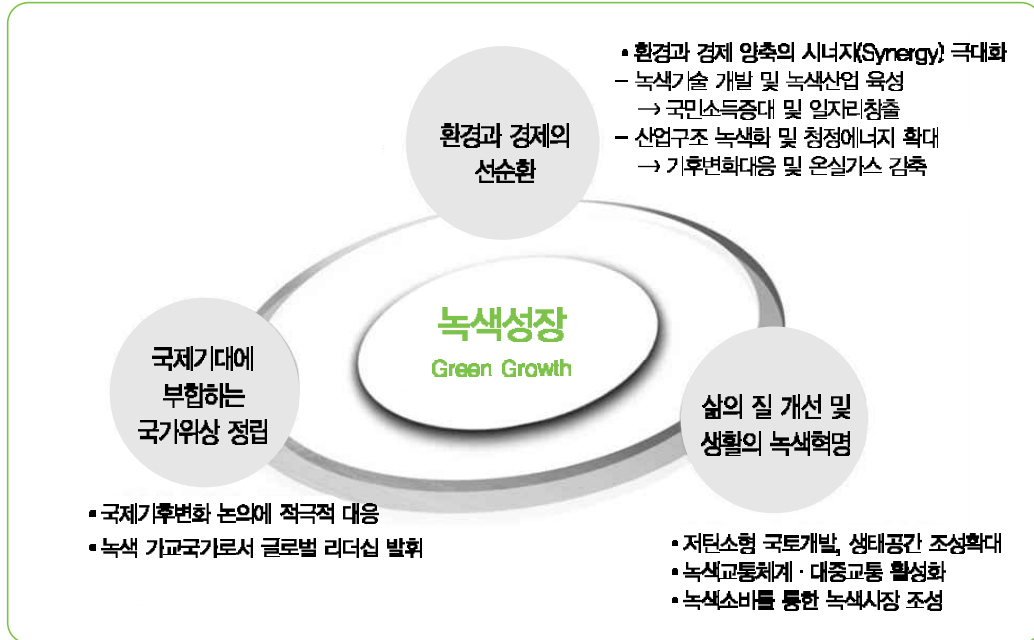 • 환경과 경제 양축의 시너지(Synergy) 극대화
– 녹색기술 개발 및 녹색산업 육성
→ 국민소득증대 및 일자리창출
– 산업구조 녹색화 및 청정에너지 확대
→ 기후변화대응 및 온실가스 감축
환경과 경제의
선순환
녹색성장
Green Growth
국제기대에
부합하는
국가위상 정립
삶의 질 개선 및
생활의 녹색혁명
• 국제기후변화 논의에 적극적 대응
• 녹색 가교국가로서 글로벌 리더십 발휘
• 저탄소형 국토개발, 생태공간 조성확대
• 녹색교통체계 · 대중교통 활성화
• 녹색소비를 통한 녹색시장 조성